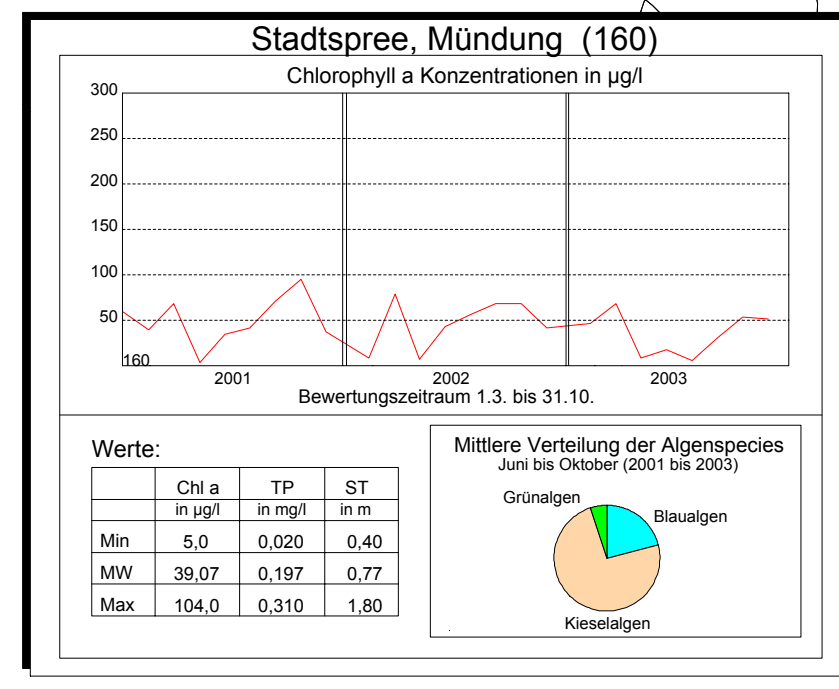 Stadtspree, Mündung (160)
Chlorophyll a Konzentrationen in µg/l
300
250
200
150
100
50
160
2001 2002 2003
Bewertungszeitraum 1.3. bis 31.10.
Werte:
Chl a TP ST
in µg/l in mg/l in m
Min 5,0 0,020 0,40
MW 39,07 0,197 0,77
Max 104,0 0,310 1,80
Mittlere Verteilung der Algenspecies
Juni bis Oktober (2001 bis 2003)
Grünalgen
Blaualgen
Kieselalgen